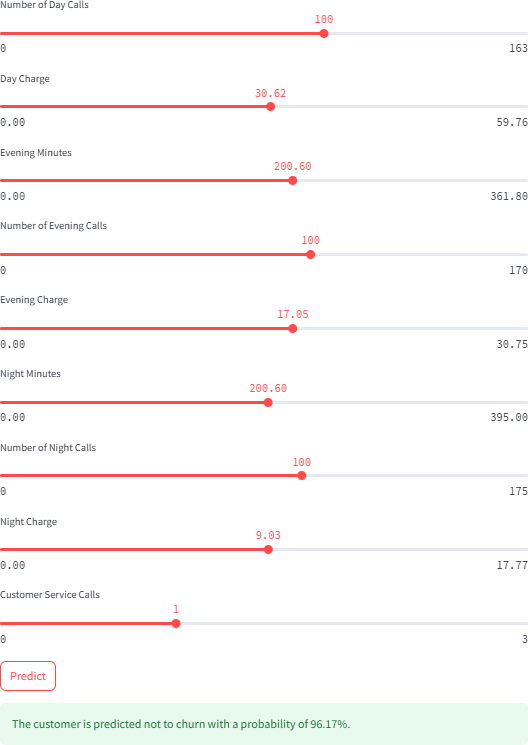 Number of Day Calls
100
0 163
Day Charge
30.62
0.00 59.76
Evening Minutes
200.60
0.00 361.80
Number of Evening Calls
100
0 170
Evening Charge
17.05
0.00 30.75
Night Minutes
200.60
0.00 395.00
Number of Night Calls
100
0 175
Night Charge
9.03
0.00 17.77
Customer Service Calls
1
0 3
Predict
The customer is predicted not to churn with a probability of 96.17%.